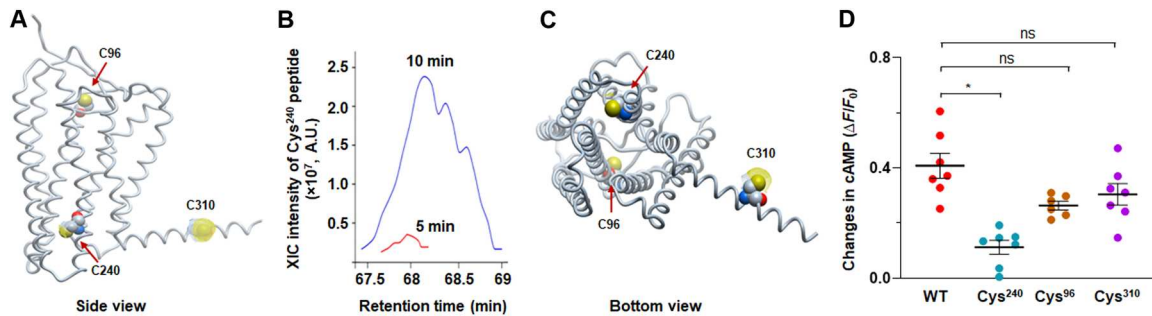 A
C96
C310
C240
Side view
B
XIC intensity of Cys²⁴⁰ peptide
(×10⁷, A.U.)
2.5
2.0
1.5
1.0
0.5
10 min
5 min
67.5
68
68.5
69
Retention time (min)
C
C240
C310
C96
Bottom view
D
Changes in cAMP (ΔF/F₀)
0.8
0.4
0.0
ns
ns
*
WT
Cys²⁴⁰
Cys⁹⁶
Cys³¹⁰